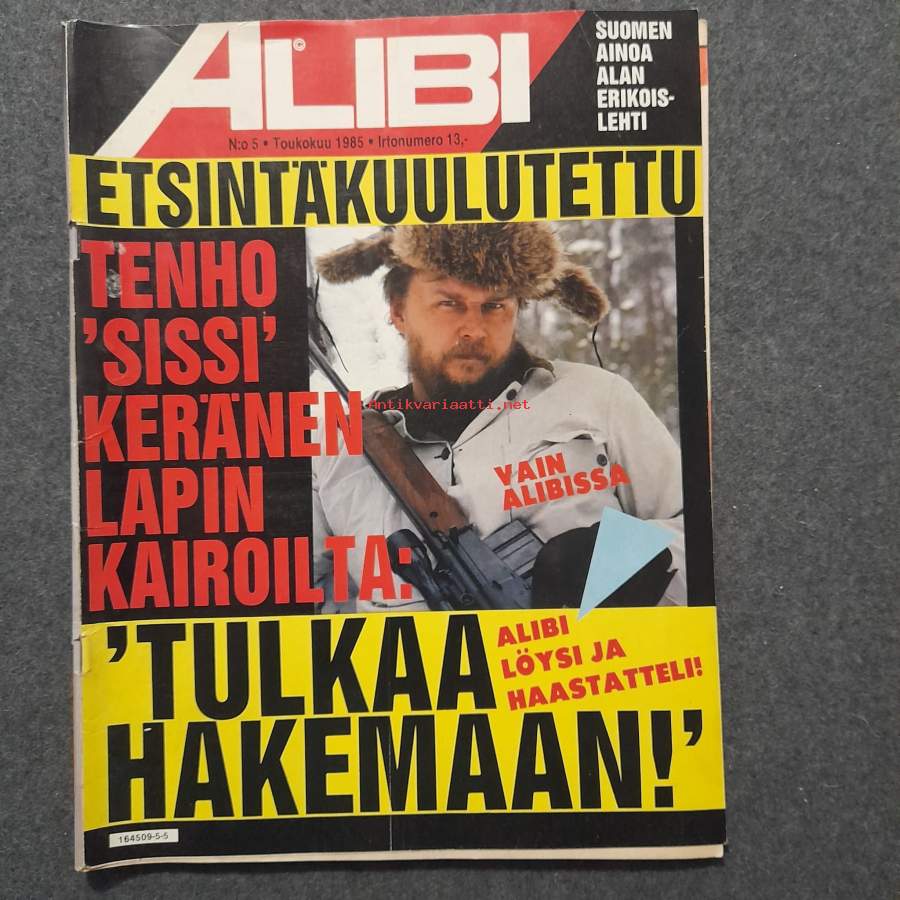 ALIBI
©
SUOMEN
AINOA
ALAN
ERIKOIS-
LEHTI
N:o 5 • Toukokuu 1985 • Irtonumero 13,-
ETSINTÄKUULUTETTU
TENHO
'SISSI'
KERÄNEN
LAPIN
KAIROILTA:
Antikvariaatti.net
VAIN
ALIBISSA
ALIBI
LÖYSI JA
HAASTATTELI!
'TULKAA
HAKEMAAN!'
164509-5-5